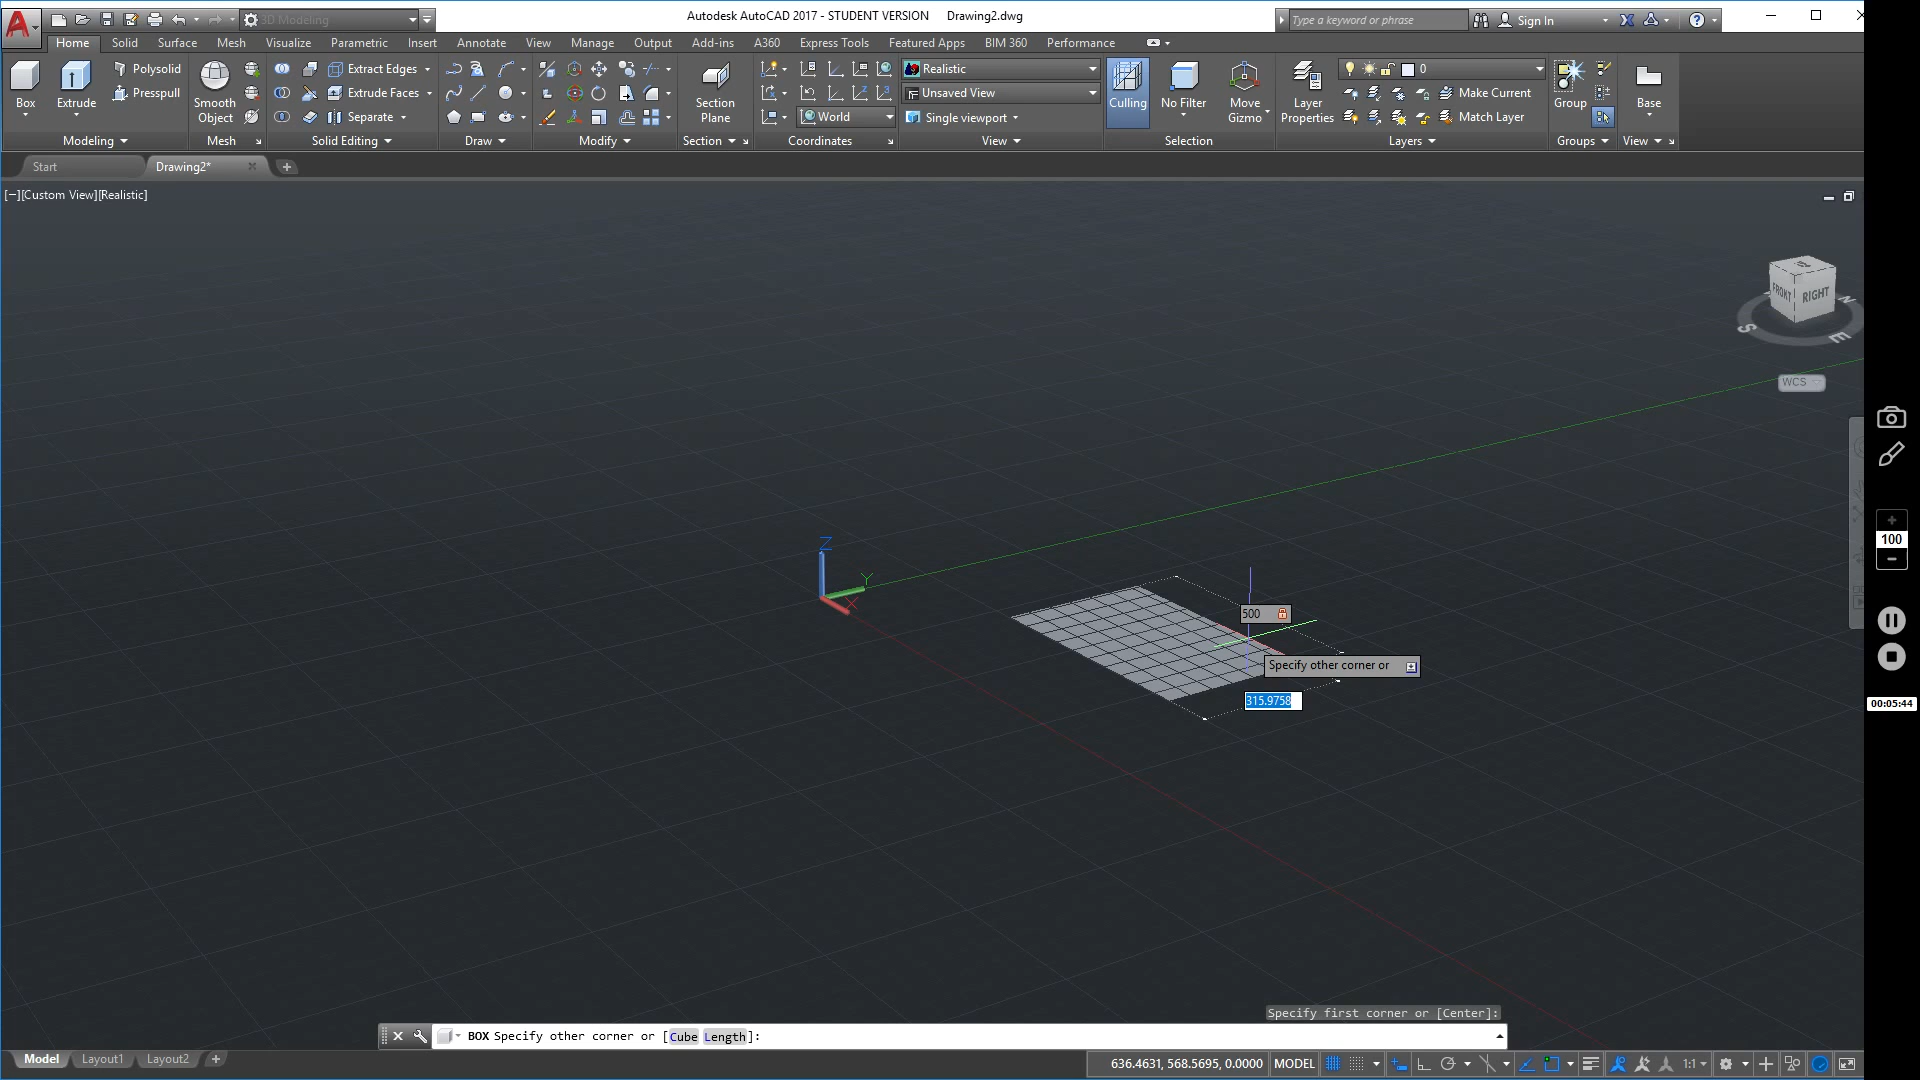 3D Modeling
Autodesk AutoCAD 2017 - STUDENT VERSION Drawing2.dwg
Type a keyword or phrase
Sign In
Home Solid Surface Mesh Visualize Parametric Insert Annotate View Manage Output Add-ins A360 Express Tools Featured Apps BIM 360 Performance
Box
Extrude
Polysolid
Presspull
Modeling
Smooth Object
Mesh
Extract Edges
Extrude Faces
Separate
Solid Editing
Draw
Modify
Section Plane
Section
World
Coordinates
Realistic
Unsaved View
Single viewport
View
Culling
No Filter
Move Gizmo
Selection
Layer Properties
0
Make Current
Match Layer
Layers
Group
Groups
Base
View
Start
Drawing2*
[−][Custom View][Realistic]
FRONT RIGHT
S E N
WCS
Z
Y
X
500
Specify other corner or
315.9758
100
00:05:44
Specify first corner or [Center]:
BOX Specify other corner or [Cube Length]:
Model Layout1 Layout2
636.4631, 568.5695, 0.0000 MODEL
1:1